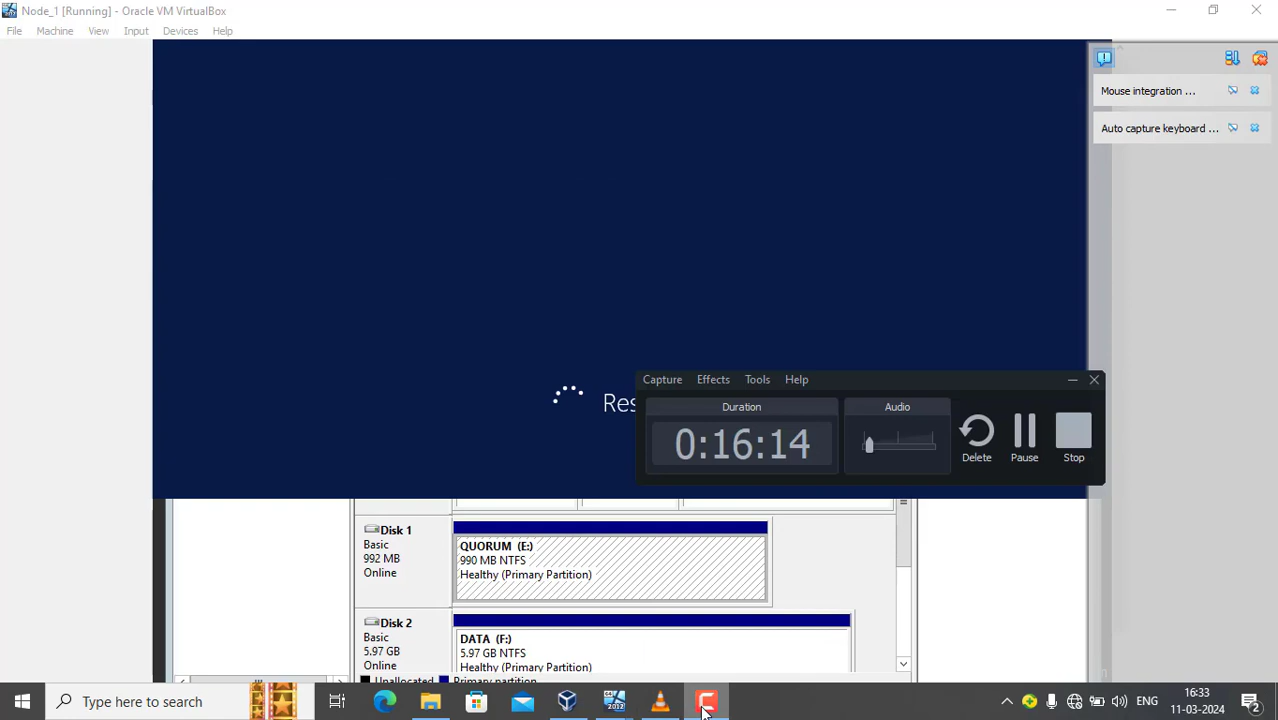 Node_1 [Running] - Oracle VM VirtualBox
File Machine View Input Devices Help
Mouse integration ...
Auto capture keyboard ...
Res
Capture Effects Tools Help
Duration
Audio
0:16:14
Delete
Pause
Stop
Disk 1
Basic
992 MB
Online
QUORUM (E:)
990 MB NTFS
Healthy (Primary Partition)
Disk 2
Basic
5.97 GB
Online
DATA (F:)
5.97 GB NTFS
Healthy (Primary Partition)
Unallocated Primary partition
Type here to search
ENG
16:33
11-03-2024
2